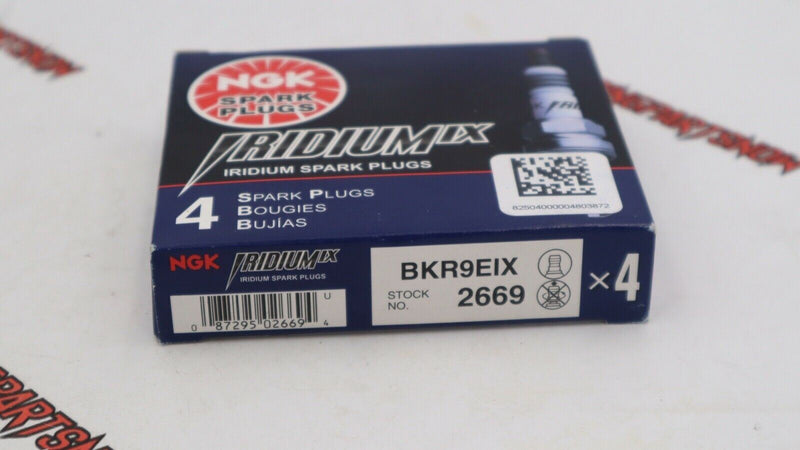 NGK
SPARK
PLUGS
IRIDIUM IX
IRIDIUM SPARK PLUGS
4
SPARK PLUGS
BOUGIES
BUJÍAS
82504000004803872
NGK
IRIDIUM IX
IRIDIUM SPARK PLUGS
BKR9EIX
STOCK NO. 2669
×4
U
0 87295 02669 4